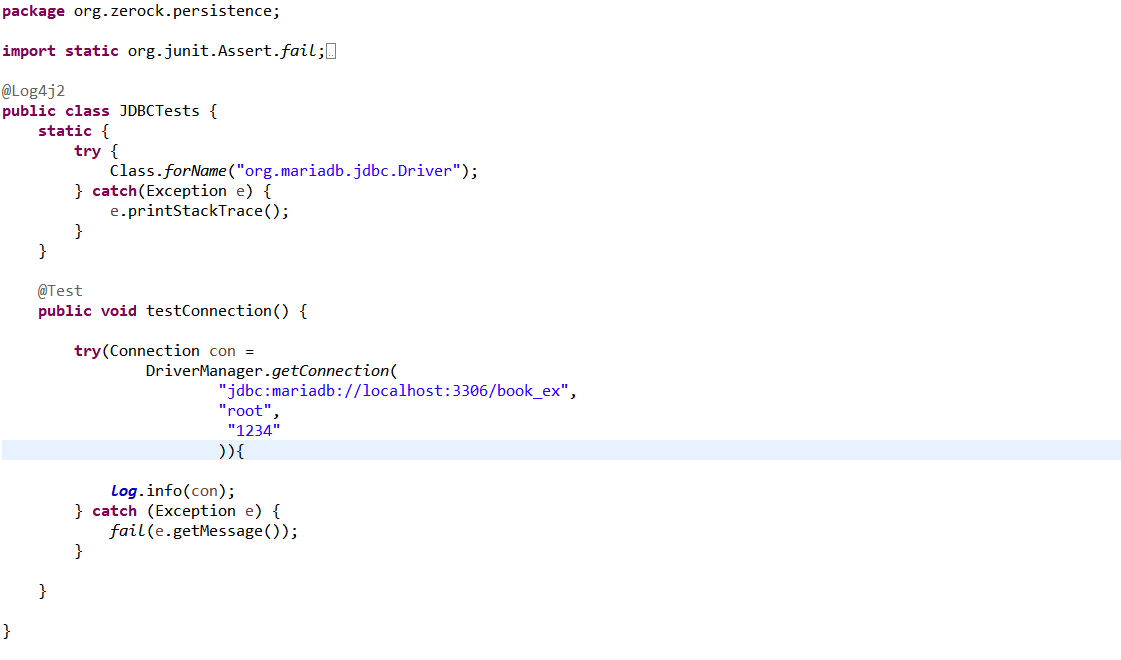 package org.zerock.persistence;
import static org.junit.Assert.fail;
@Log4j2
public class JDBCTests {
    static {
        try {
            Class.forName("org.mariadb.jdbc.Driver");
        } catch(Exception e) {
            e.printStackTrace();
        }
    }
    @Test
    public void testConnection() {
        try(Connection con =
                DriverManager.getConnection(
                        "jdbc:mariadb://localhost:3306/book_ex",
                        "root",
                         "1234"
                        )){
            log.info(con);
        } catch (Exception e) {
            fail(e.getMessage());
        }
    }
}